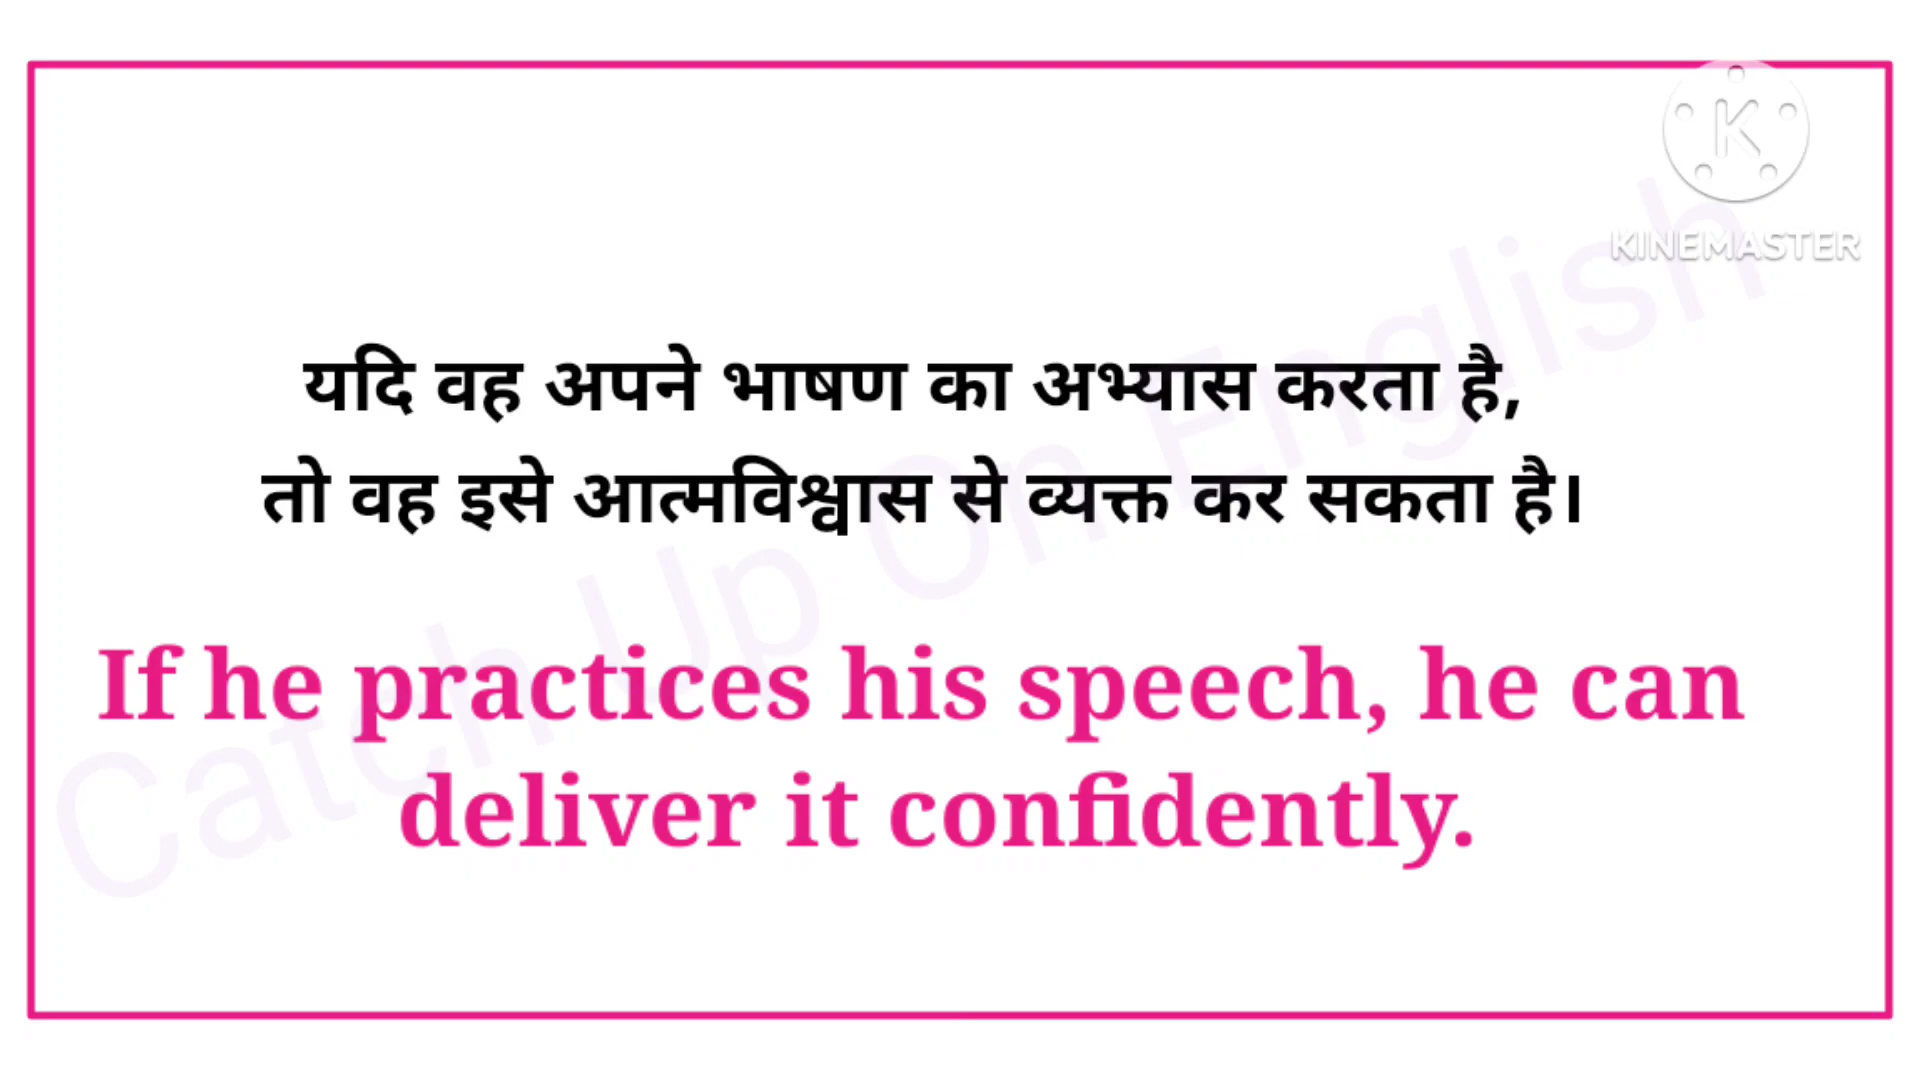 KINEMASTER
यदि वह अपने भाषण का अभ्यास करता है,
तो वह इसे आत्मविश्वास से व्यक्त कर सकता है।
If he practices his speech, he can
deliver it confidently.
Catch Up On English